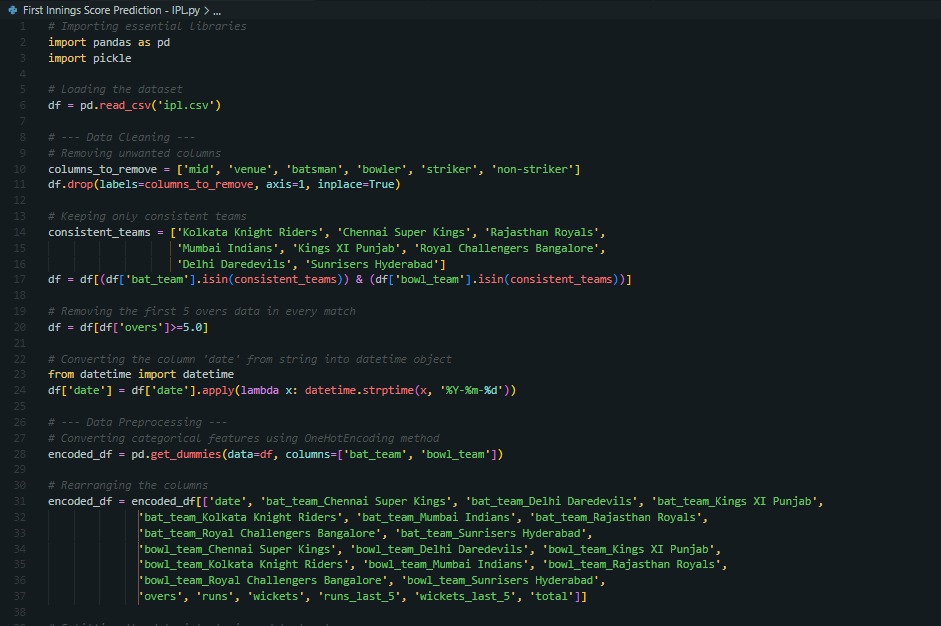 First Innings Score Prediction - IPL.py > ...
1 # Importing essential libraries
2 import pandas as pd
3 import pickle
4
5 # Loading the dataset
6 df = pd.read_csv('ipl.csv')
7
8 # --- Data Cleaning ---
9 # Removing unwanted columns
10 columns_to_remove = ['mid', 'venue', 'batsman', 'bowler', 'striker', 'non-striker']
11 df.drop(labels=columns_to_remove, axis=1, inplace=True)
12
13 # Keeping only consistent teams
14 consistent_teams = ['Kolkata Knight Riders', 'Chennai Super Kings', 'Rajasthan Royals',
15 'Mumbai Indians', 'Kings XI Punjab', 'Royal Challengers Bangalore',
16 'Delhi Daredevils', 'Sunrisers Hyderabad']
17 df = df[(df['bat_team'].isin(consistent_teams)) & (df['bowl_team'].isin(consistent_teams))]
18
19 # Removing the first 5 overs data in every match
20 df = df[df['overs']>=5.0]
21
22 # Converting the column 'date' from string into datetime object
23 from datetime import datetime
24 df['date'] = df['date'].apply(lambda x: datetime.strptime(x, '%Y-%m-%d'))
25
26 # --- Data Preprocessing ---
27 # Converting categorical features using OneHotEncoding method
28 encoded_df = pd.get_dummies(data=df, columns=['bat_team', 'bowl_team'])
29
30 # Rearranging the columns
31 encoded_df = encoded_df[['date', 'bat_team_Chennai Super Kings', 'bat_team_Delhi Daredevils', 'bat_team_Kings XI Punjab',
32 'bat_team_Kolkata Knight Riders', 'bat_team_Mumbai Indians', 'bat_team_Rajasthan Royals',
33 'bat_team_Royal Challengers Bangalore', 'bat_team_Sunrisers Hyderabad',
34 'bowl_team_Chennai Super Kings', 'bowl_team_Delhi Daredevils', 'bowl_team_Kings XI Punjab',
35 'bowl_team_Kolkata Knight Riders', 'bowl_team_Mumbai Indians', 'bowl_team_Rajasthan Royals',
36 'bowl_team_Royal Challengers Bangalore', 'bowl_team_Sunrisers Hyderabad',
37 'overs', 'runs', 'wickets', 'runs_last_5', 'wickets_last_5', 'total']]
38